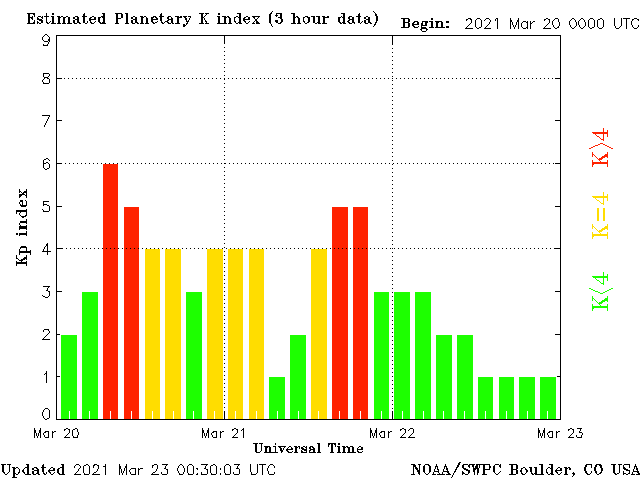 Estimated Planetary K index (3 hour data) Begin: 2021 Mar 20 0000 UTC
9
8
7
6
5
4
3
2
1
0
Kp index
K>4
K=4
K<4
Mar 20 Mar 21 Mar 22 Mar 23
Universal Time
Updated 2021 Mar 23 00:30:03 UTC NOAA/SWPC Boulder, CO USA